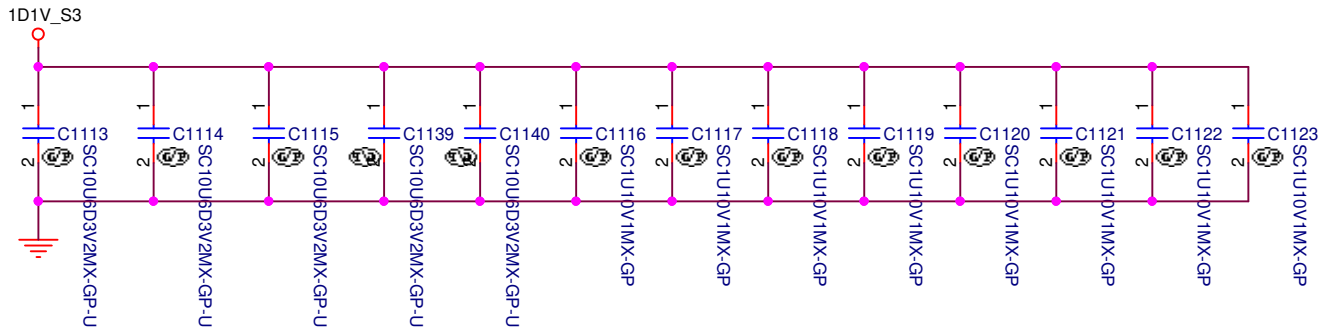 1D1V_S3
1 1 1 1 1 1 1 1 1 1 1 1 1
C1113 C1114 C1115 C1139 C1140 C1116 C1117 C1118 C1119 C1120 C1121 C1122 C1123
2 2 2 2 2 2 2 2 2 2 2 2 2
G/P G/P G/P G/P G/P G/P G/P G/P G/P G/P G/P
SC10U6D3V2MX-GP-U
SC10U6D3V2MX-GP-U
SC10U6D3V2MX-GP-U
SC10U6D3V2MX-GP-U
SC10U6D3V2MX-GP-U
SC1U10V1MX-GP
SC1U10V1MX-GP
SC1U10V1MX-GP
SC1U10V1MX-GP
SC1U10V1MX-GP
SC1U10V1MX-GP
SC1U10V1MX-GP
SC1U10V1MX-GP